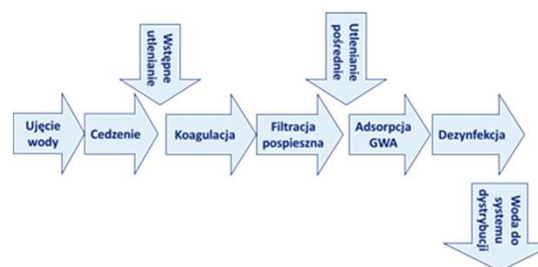 Wstępne
utlenianie
Utlenianie
pośrednie
Ujęcie
wody
Cedzenie
Koagulacja
Filtracja
pospieszna
Adsorpcja
GWA
Dezynfekcja
Woda do
systemu
dystrybucji